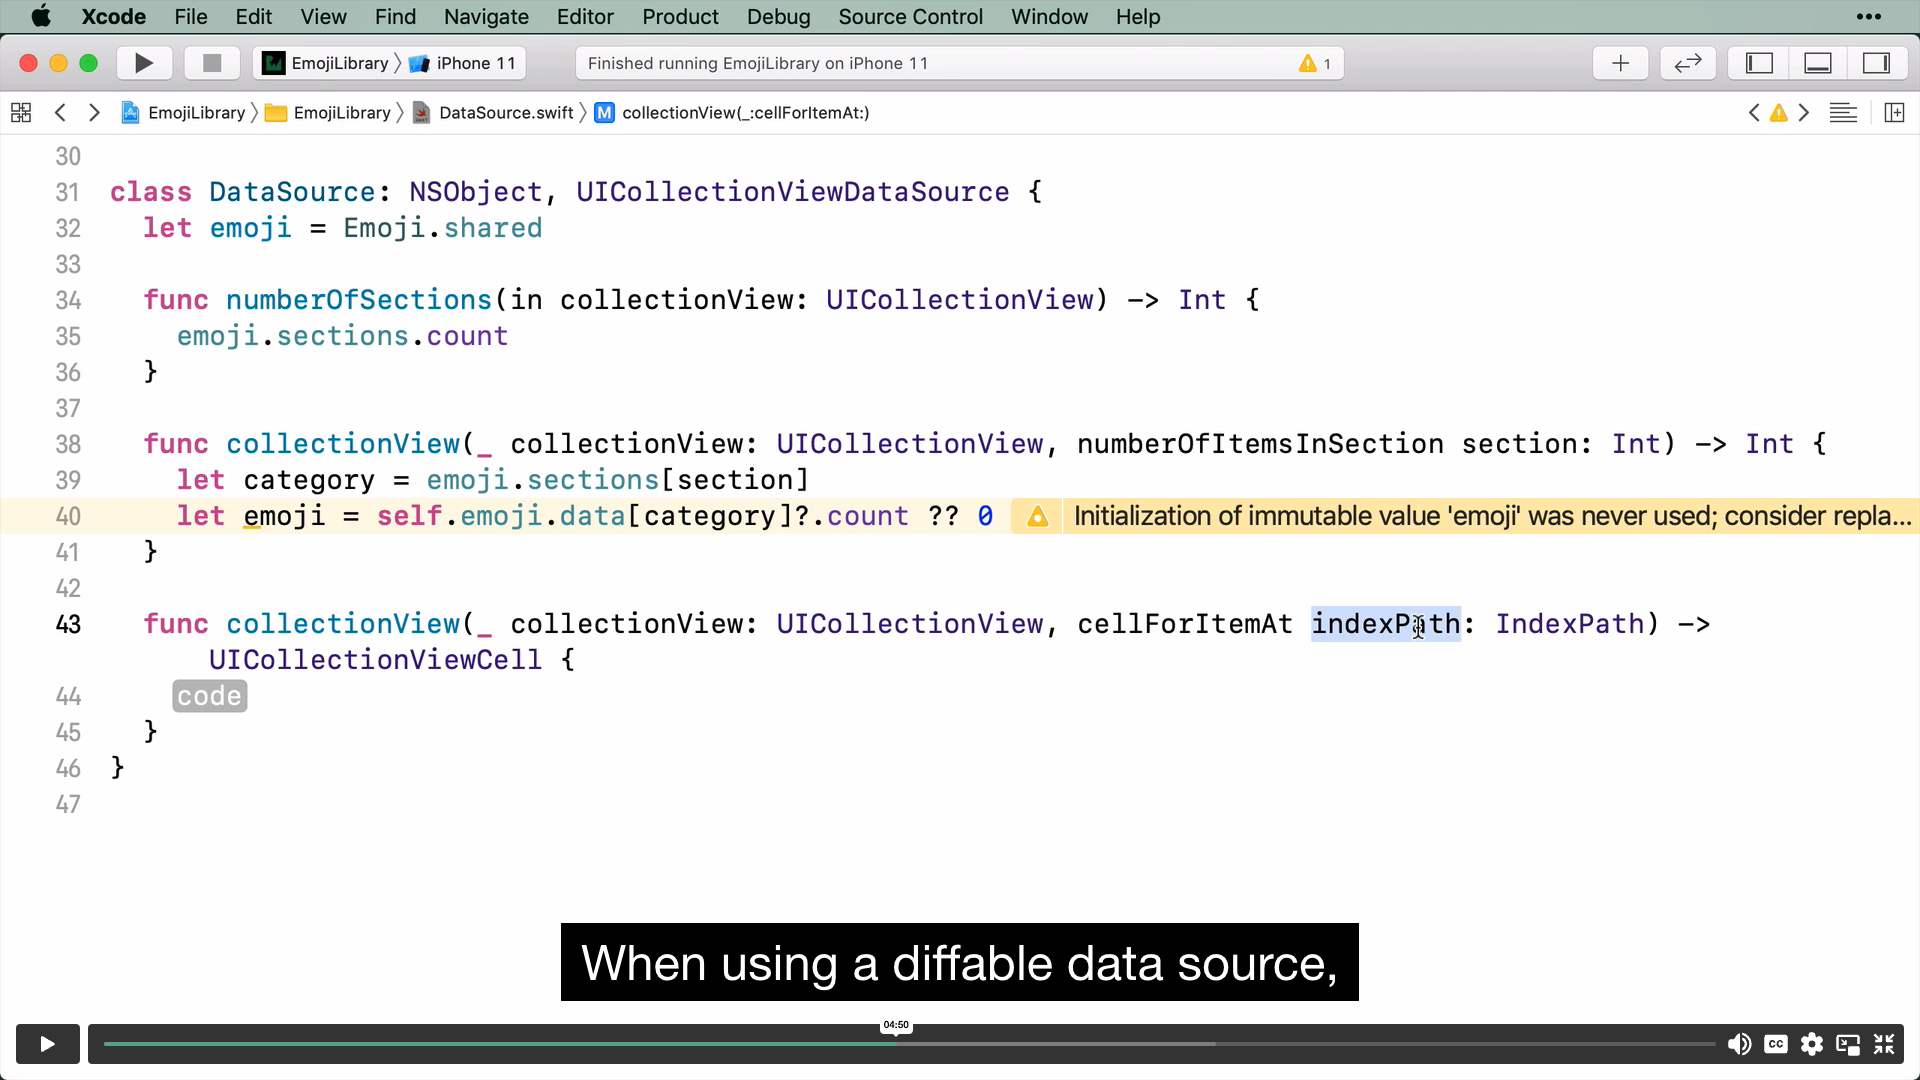 Xcode File Edit View Find Navigate Editor Product Debug Source Control Window Help
EmojiLibrary iPhone 11 Finished running EmojiLibrary on iPhone 11 1
EmojiLibrary EmojiLibrary DataSource.swift M collectionView(_:cellForItemAt:)
30
31 class DataSource: NSObject, UICollectionViewDataSource {
32 let emoji = Emoji.shared
33
34 func numberOfSections(in collectionView: UICollectionView) -> Int {
35 emoji.sections.count
36 }
37
38 func collectionView(_ collectionView: UICollectionView, numberOfItemsInSection section: Int) -> Int {
39 let category = emoji.sections[section]
40 let emoji = self.emoji.data[category]?.count ?? 0 Initialization of immutable value 'emoji' was never used; consider repla...
41 }
42
43 func collectionView(_ collectionView: UICollectionView, cellForItemAt indexPath: IndexPath) ->
UICollectionViewCell {
44 code
45 }
46 }
47
When using a diffable data source,
04:50
CC